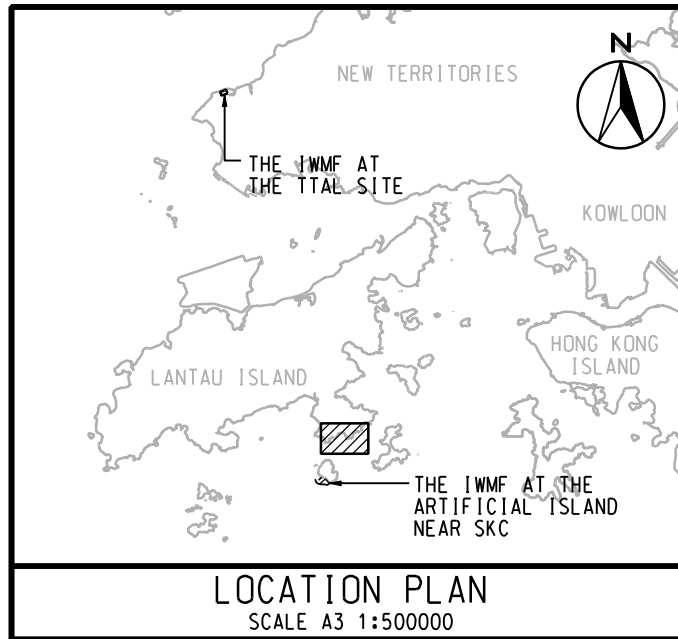 N
NEW TERRITORIES
THE IWMF AT
THE TTAL SITE
KOWLOON
HONG KONG
ISLAND
LANTAU ISLAND
THE IWMF AT THE
ARTIFICIAL ISLAND
NEAR SKC
LOCATION PLAN
SCALE A3 1:500000